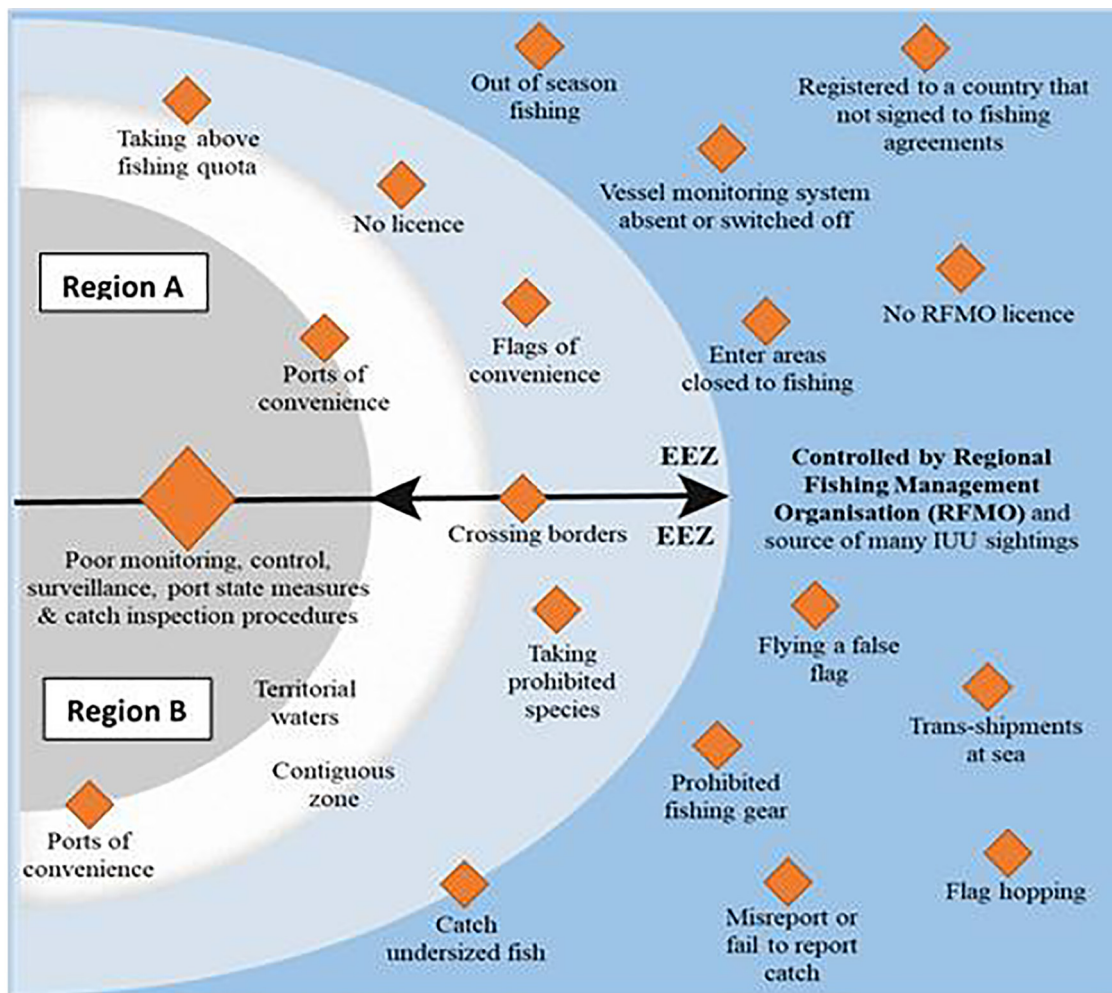 Out of season
fishing
Registered to a country that
not signed to fishing
agreements
Taking above
fishing quota
Vessel monitoring system
absent or switched off
No licence
Region A
No RFMO licence
Flags of
convenience
Enter areas
closed to fishing
Ports of
convenience
EEZ
Controlled by Regional
Fishing Management
Organisation (RFMO) and
source of many IUU sightings
Crossing borders
EEZ
Poor monitoring, control,
surveillance, port state measures
& catch inspection procedures
Taking
prohibited
species
Flying a false
flag
Region B
Territorial
waters
Trans-shipments
at sea
Contiguous
zone
Prohibited
fishing gear
Ports of
convenience
Flag hopping
Catch
undersized fish
Misreport or
fail to report
catch